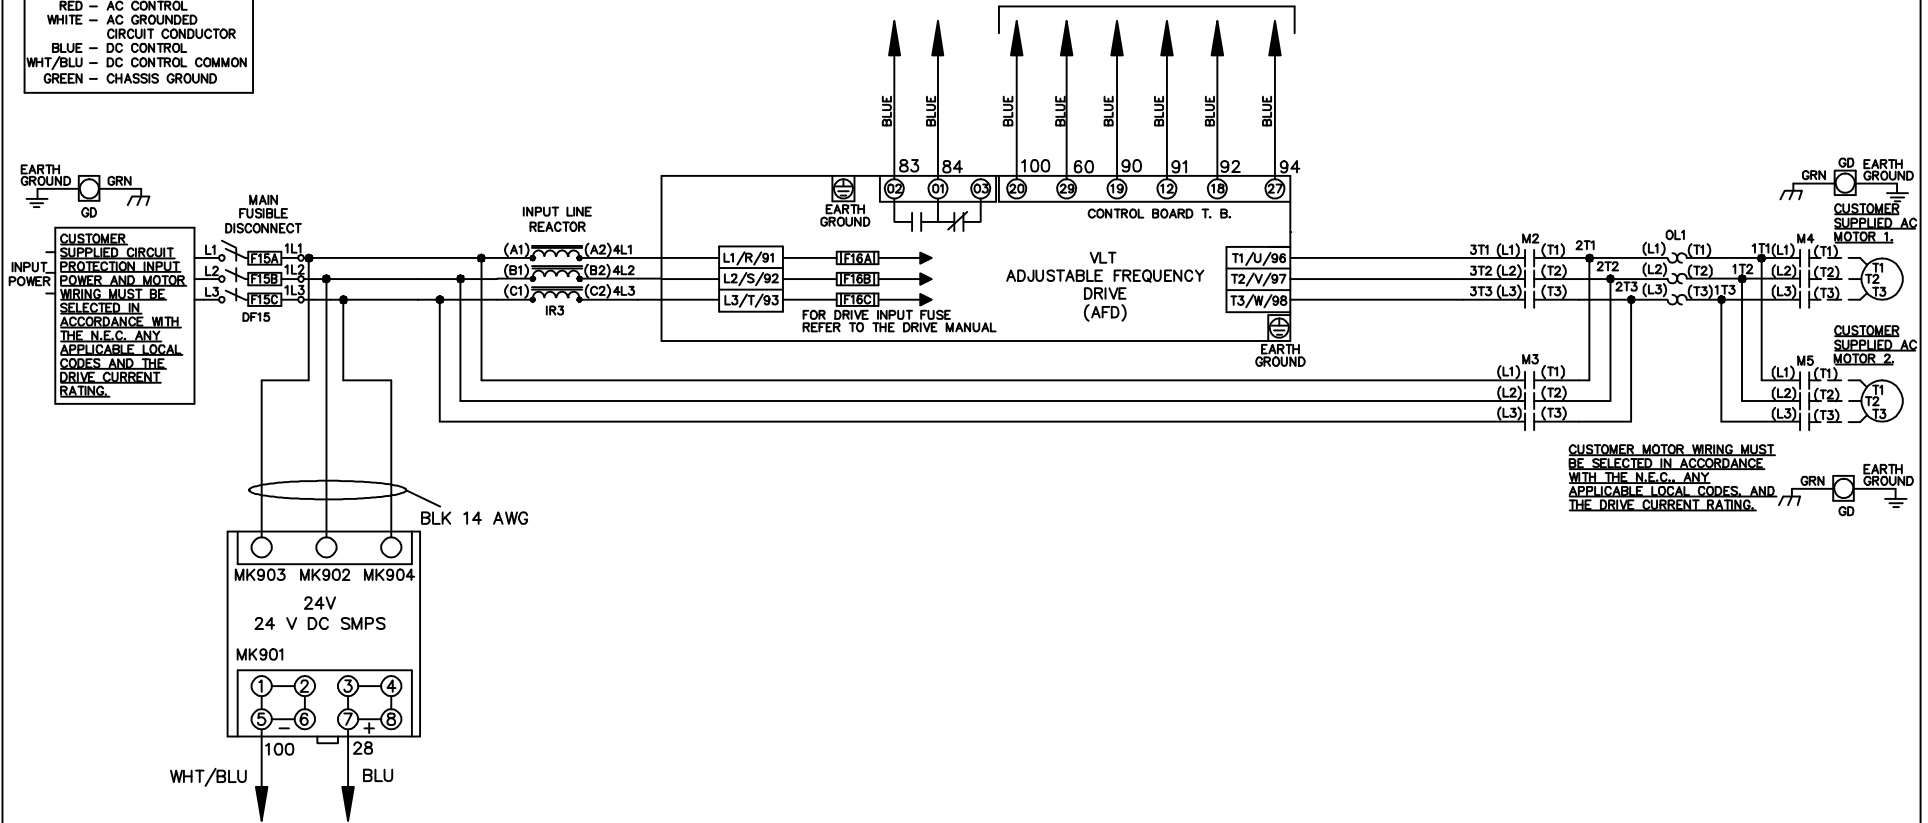 RED – AC CONTROL
WHITE – AC GROUNDED
CIRCUIT CONDUCTOR
BLUE – DC CONTROL
WHT/BLU – DC CONTROL COMMON
GREEN – CHASSIS GROUND
BLUE
BLUE
BLUE
BLUE
BLUE
BLUE
BLUE
BLUE
83 84 100 60 90 91 92 94
02 01 03 20 29 19 12 18 27
EARTH
GROUND
CONTROL BOARD T. B.
EARTH
GROUND
GRN
GD
MAIN
FUSIBLE
DISCONNECT
INPUT LINE
REACTOR
INPUT
POWER
CUSTOMER
SUPPLIED CIRCUIT
PROTECTION INPUT
POWER AND MOTOR
WIRING MUST BE
SELECTED IN
ACCORDANCE WITH
THE N.E.C. ANY
APPLICABLE LOCAL
CODES AND THE
DRIVE CURRENT
RATING.
L1 F15A 1L1
L2 F15B 1L2
L3 F15C 1L3
DF15
(A1) (A2) 4L1
(B1) (B2) 4L2
(C1) (C2) 4L3
IR3
L1/R/91
L2/S/92
L3/T/93
F16A
F16B
F16C
FOR DRIVE INPUT FUSE
REFER TO THE DRIVE MANUAL
VLT
ADJUSTABLE FREQUENCY
DRIVE
(AFD)
T1/U/96
T2/V/97
T3/W/98
EARTH
GROUND
M2
3T1 (L1) (T1) 2T1
3T2 (L2) (T2) 2T2
3T3 (L3) (T3) 2T3
OL1
(L1) (T1) 1T1
(L2) (T2) 1T2
(L3) (T3) 1T3
M4
(L1) (T1)
(L2) (T2)
(L3) (T3)
T1
T2
T3
GRN
GD
EARTH
GROUND
CUSTOMER
SUPPLIED AC
MOTOR 1.
M3
(L1) (T1)
(L2) (T2)
(L3) (T3)
M5
(L1) (T1)
(L2) (T2)
(L3) (T3)
T1
T2
T3
CUSTOMER
SUPPLIED AC
MOTOR 2.
CUSTOMER MOTOR WIRING MUST
BE SELECTED IN ACCORDANCE
WITH THE N.E.C., ANY
APPLICABLE LOCAL CODES, AND
THE DRIVE CURRENT RATING.
GRN
GD
EARTH
GROUND
BLK 14 AWG
MK903 MK902 MK904
24V
24 V DC SMPS
MK901
1 2 3 4
5 6 7 8
– +
100 28
WHT/BLU BLU